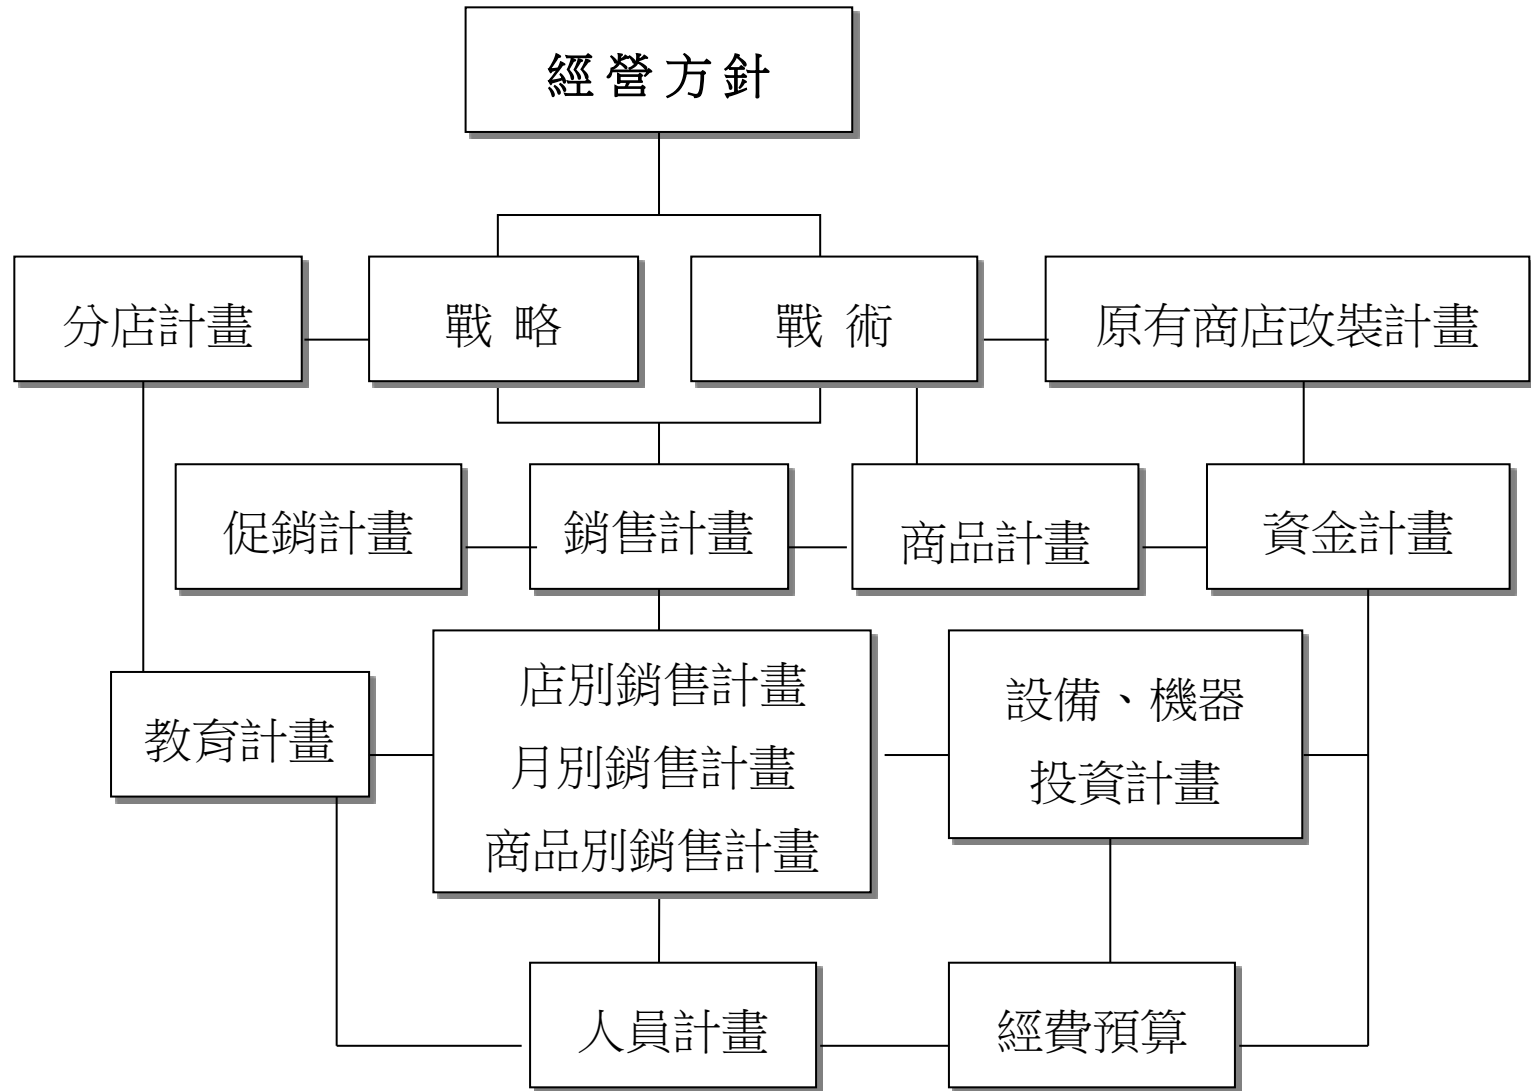 經營方針
分店計畫
戰略
戰術
原有商店改裝計畫
促銷計畫
銷售計畫
商品計畫
資金計畫
教育計畫
店別銷售計畫
月別銷售計畫
商品別銷售計畫
設備、機器
投資計畫
人員計畫
經費預算